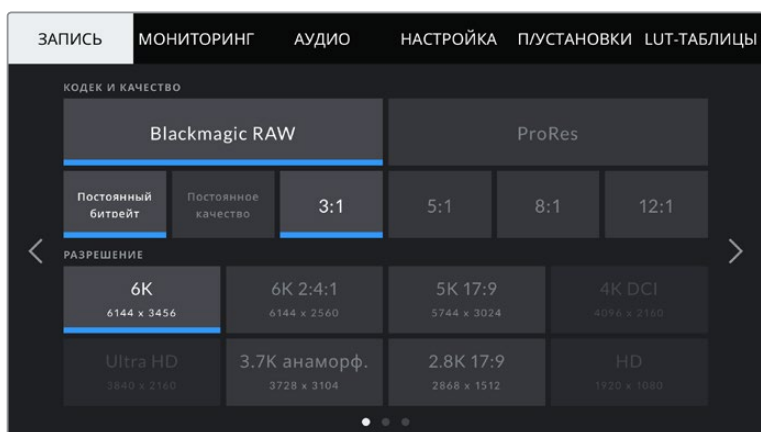 ЗАПИСЬ МОНИТОРИНГ АУДИО НАСТРОЙКА П/УСТАНОВКИ LUT-ТАБЛИЦЫ
КОДЕК И КАЧЕСТВО
Blackmagic RAW ProRes
Постоянный битрейт Постоянное качество 3:1 5:1 8:1 12:1
РАЗРЕШЕНИЕ
6K 6K 2:4:1 5K 17:9 4K DCI
6144 x 3456 6144 x 2560 5744 x 3024 4096 x 2160
Ultra HD 3.7K анаморф. 2.8K 17:9 HD
3840 x 2160 3728 x 3104 2868 x 1512 1920 x 1080